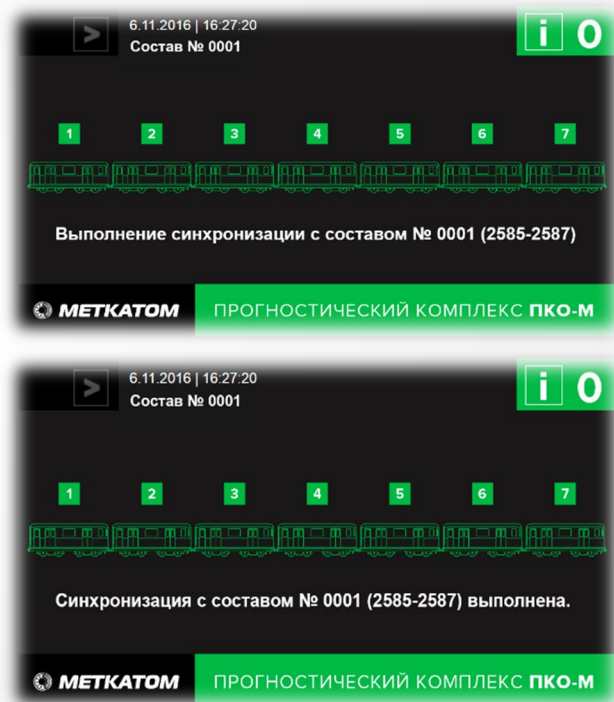 >
6.11.2016 | 16:27:20
Состав № 0001
i 0
1 2 3 4 5 6 7
Выполнение синхронизации с составом № 0001 (2585-2587)
МЕТКАТОМ
ПРОГНОСТИЧЕСКИЙ КОМПЛЕКС ПКО-М
>
6.11.2016 | 16:27:20
Состав № 0001
i 0
1 2 3 4 5 6 7
Синхронизация с составом № 0001 (2585-2587) выполнена.
МЕТКАТОМ
ПРОГНОСТИЧЕСКИЙ КОМПЛЕКС ПКО-М